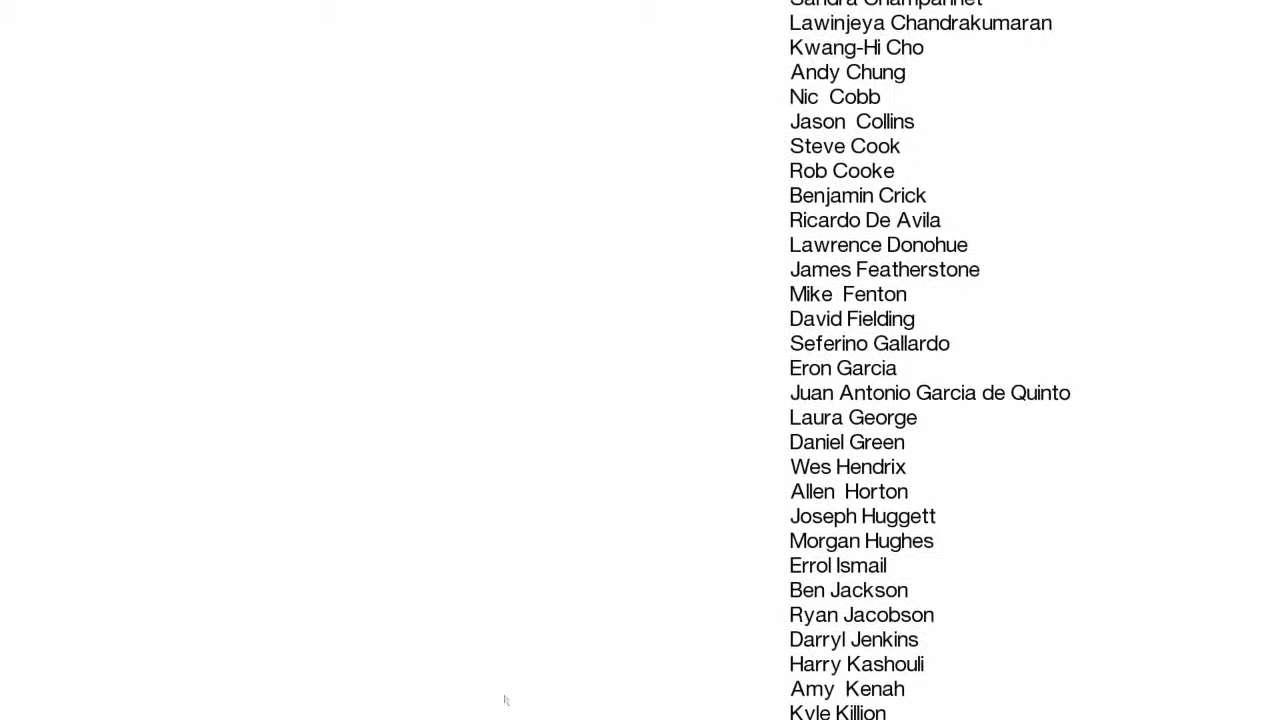 Sandra Champannet
Lawinjeya Chandrakumaran
Kwang-Hi Cho
Andy Chung
Nic  Cobb
Jason  Collins
Steve Cook
Rob Cooke
Benjamin Crick
Ricardo De Avila
Lawrence Donohue
James Featherstone
Mike  Fenton
David Fielding
Seferino Gallardo
Eron Garcia
Juan Antonio Garcia de Quinto
Laura George
Daniel Green
Wes Hendrix
Allen  Horton
Joseph Huggett
Morgan Hughes
Errol Ismail
Ben Jackson
Ryan Jacobson
Darryl Jenkins
Harry Kashouli
Amy  Kenah
Kyle Killion